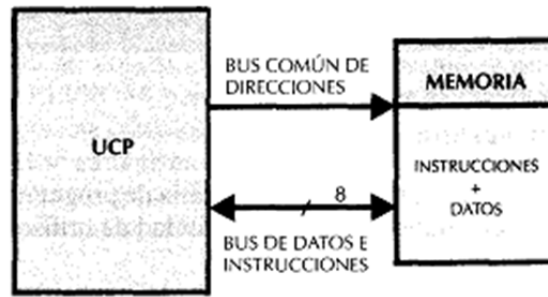 UCP
BUS COMÚN DE
DIRECCIONES
8
BUS DE DATOS E
INSTRUCCIONES
MEMORIA
INSTRUCCIONES
+
DATOS